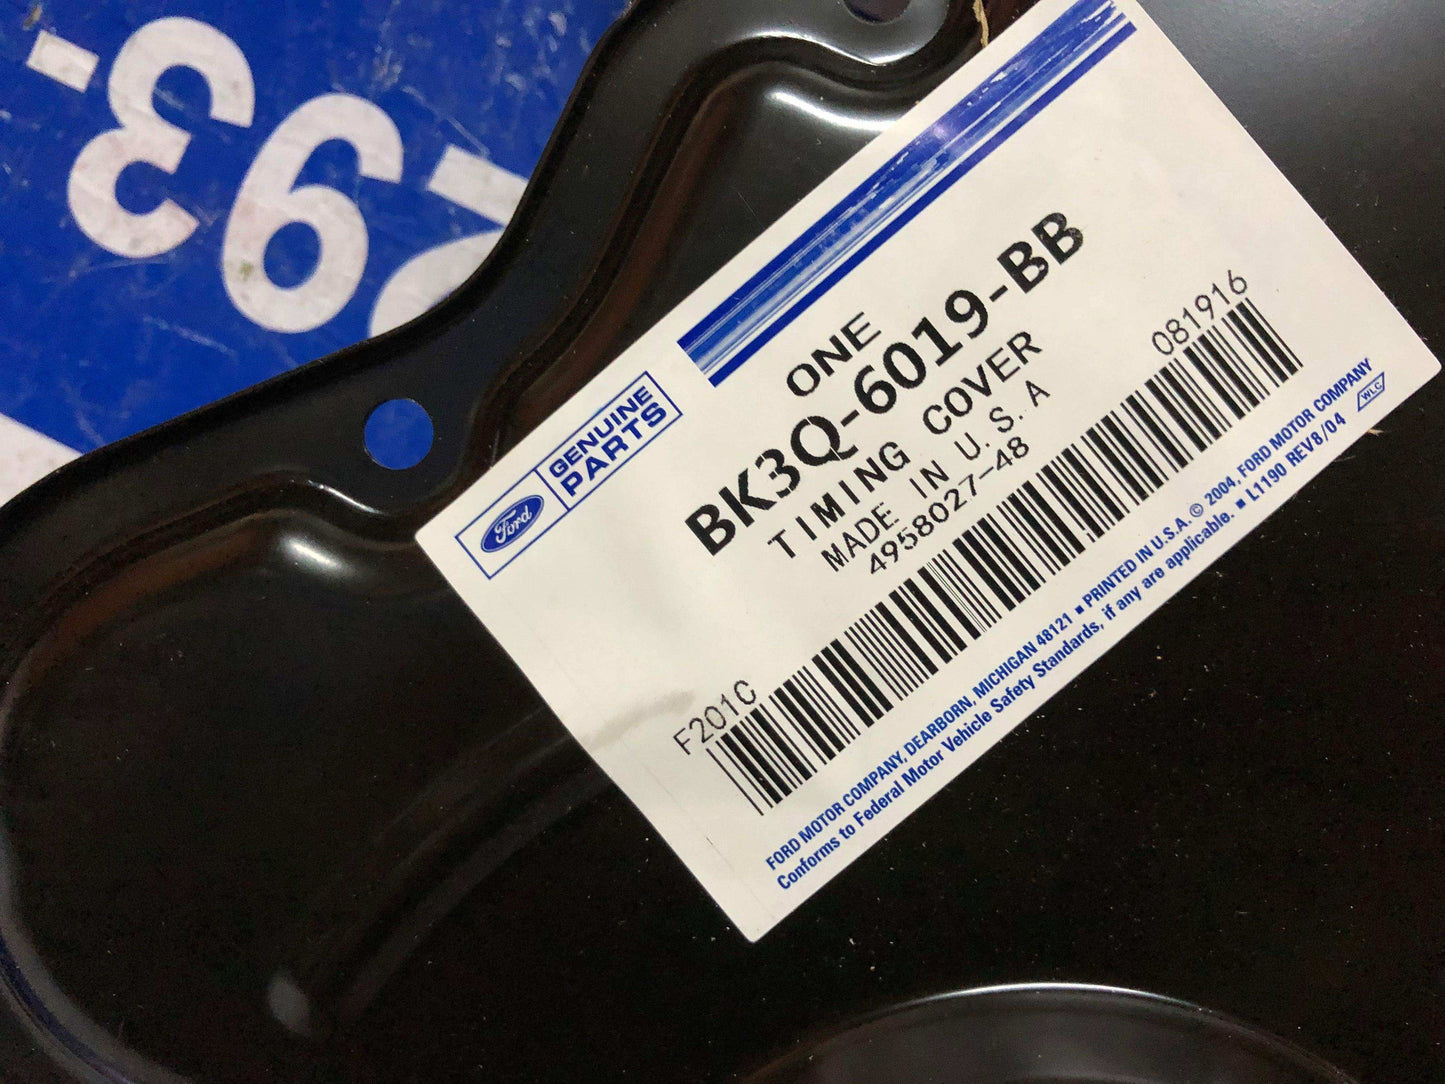 -3920
Ford
GENUINE
PARTS
ONE
BK3Q-6019-BB
TIMING COVER
MADE IN U.S.A
4958027-48
F201C
081916
FORD MOTOR COMPANY, DEARBORN, MICHIGAN 48121 ▪ PRINTED IN U.S.A. © 2004, FORD MOTOR COMPANY
Conforms to Federal Motor Vehicle Safety Standards, if any are applicable. ▪ L1190 REV8/04
WLC